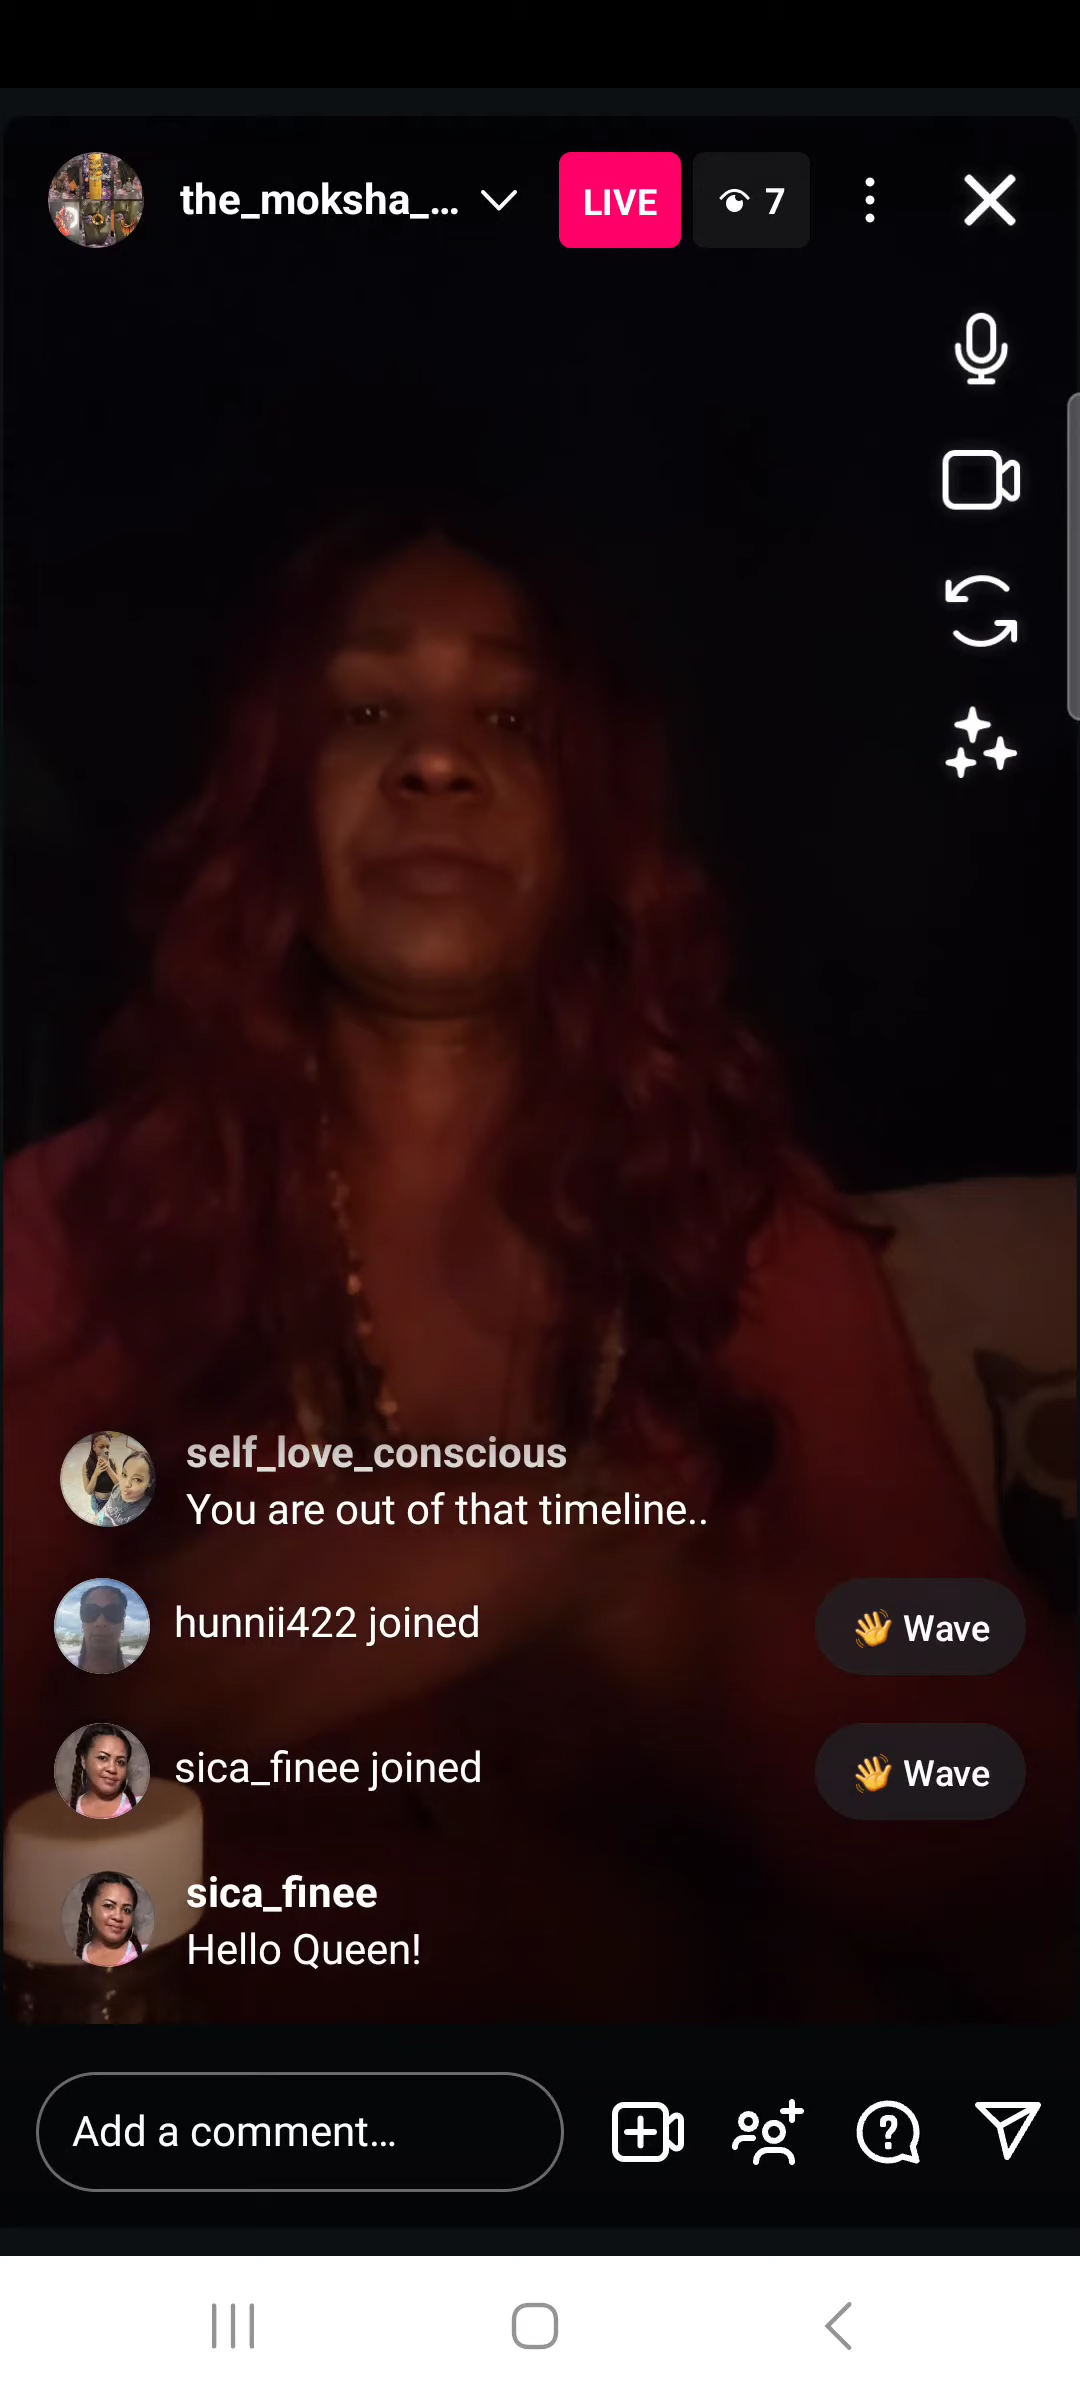 the_moksha_...
LIVE
7
self_love_conscious
You are out of that timeline..
hunnii422 joined
👋 Wave
sica_finee joined
👋 Wave
sica_finee
Hello Queen!
Add a comment...